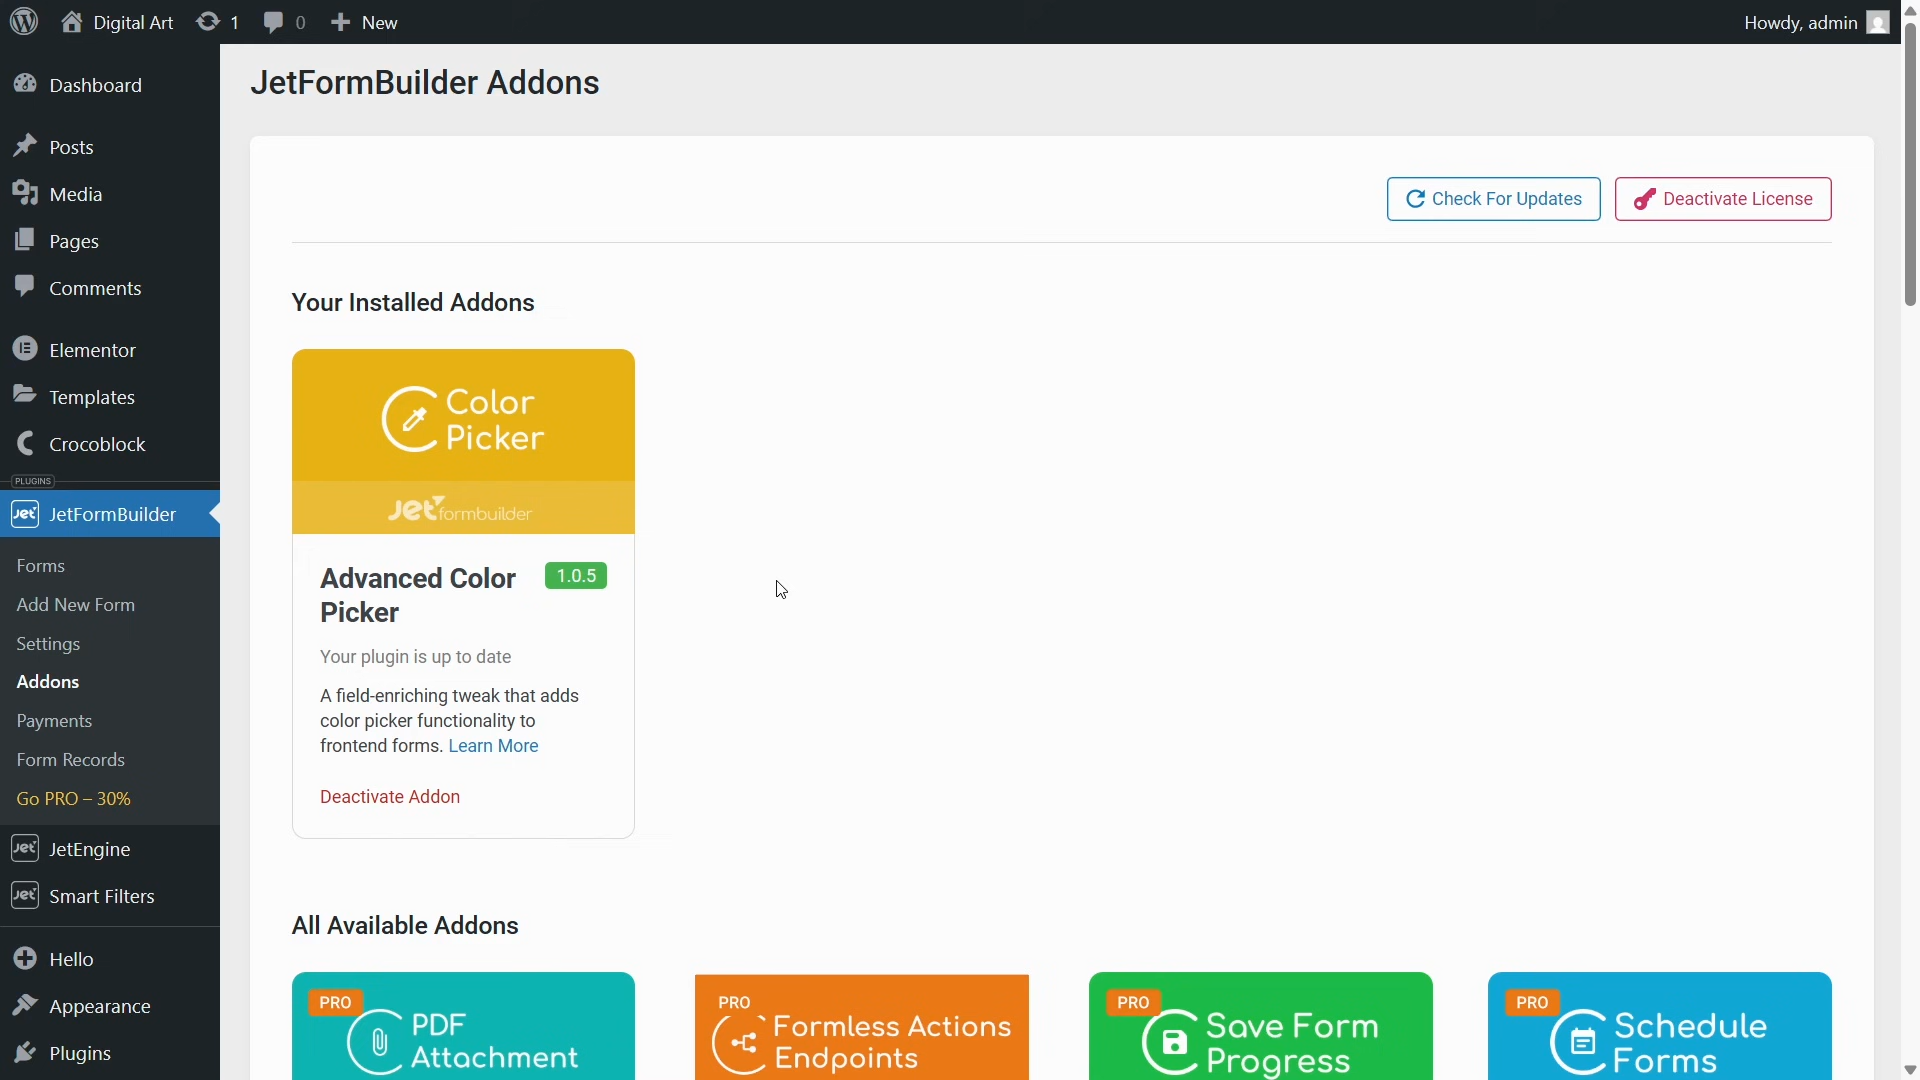 Digital Art
1
0
New
Howdy, admin
Dashboard
Posts
Media
Pages
Comments
Elementor
Templates
Crocoblock
PLUGINS
Jet JetFormBuilder
Forms
Add New Form
Settings
Addons
Payments
Form Records
Go PRO – 30%
Jet JetEngine
Jet Smart Filters
Hello
Appearance
Plugins
JetFormBuilder Addons
Check For Updates
Deactivate License
Your Installed Addons
Color
Picker
Jet formbuilder
Advanced Color
Picker
1.0.5
Your plugin is up to date
A field-enriching tweak that adds
color picker functionality to
frontend forms. Learn More
Deactivate Addon
All Available Addons
PRO
PDF
Attachment
PRO
Formless Actions
Endpoints
PRO
Save Form
Progress
PRO
Schedule
Forms